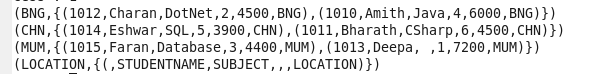 (BNG,{(1012,Charan,DotNet,2,4500,BNG),(1010,Amith,Java,4,6000,BNG)})
(CHN,{(1014,Eshwar,SQL,5,3900,CHN),(1011,Bharath,CSharp,6,4500,CHN)})
(MUM,{(1015,Faran,Database,3,4400,MUM),(1013,Deepa, ,1,7200,MUM)})
(LOCATION,{(,STUDENTNAME,SUBJECT,,,LOCATION)})